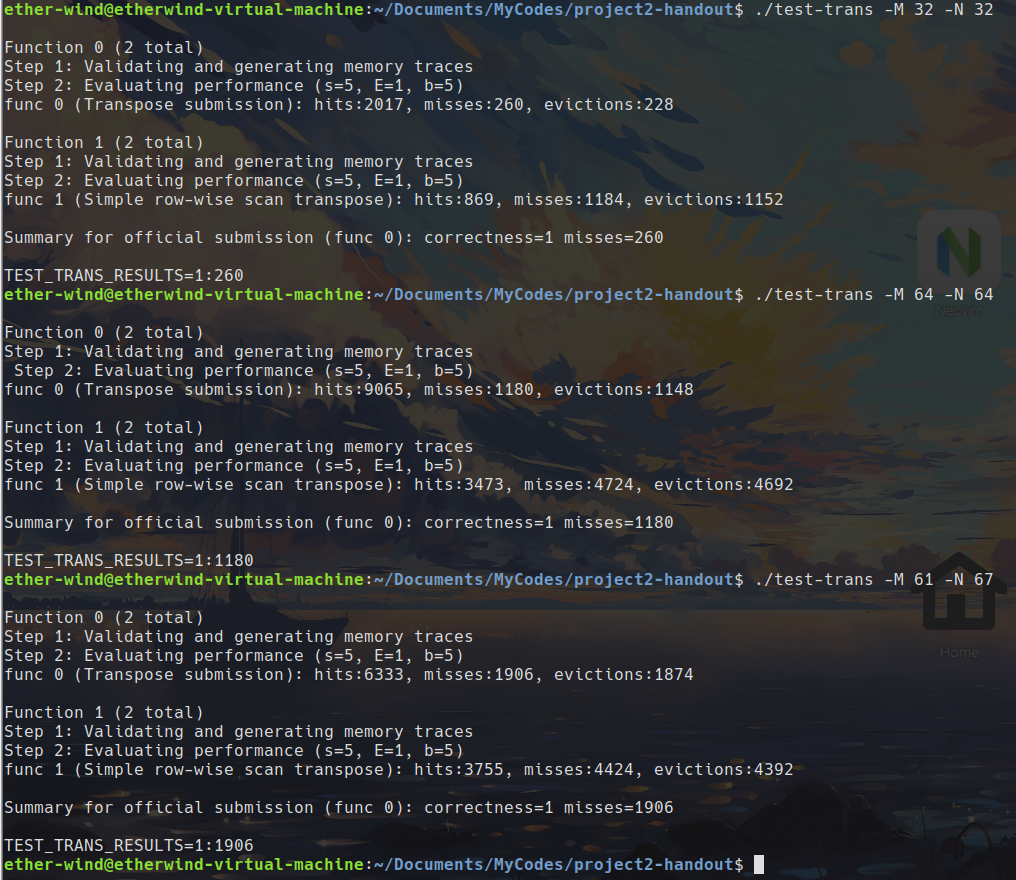 ether-wind@etherwind-virtual-machine:~/Documents/MyCodes/project2-handout$ ./test-trans -M 32 -N 32
Function 0 (2 total)
Step 1: Validating and generating memory traces
Step 2: Evaluating performance (s=5, E=1, b=5)
func 0 (Transpose submission): hits:2017, misses:260, evictions:228
Function 1 (2 total)
Step 1: Validating and generating memory traces
Step 2: Evaluating performance (s=5, E=1, b=5)
func 1 (Simple row-wise scan transpose): hits:869, misses:1184, evictions:1152
Summary for official submission (func 0): correctness=1 misses=260
TEST_TRANS_RESULTS=1:260
ether-wind@etherwind-virtual-machine:~/Documents/MyCodes/project2-handout$ ./test-trans -M 64 -N 64
Neovim
Function 0 (2 total)
Step 1: Validating and generating memory traces
 Step 2: Evaluating performance (s=5, E=1, b=5)
func 0 (Transpose submission): hits:9065, misses:1180, evictions:1148
Function 1 (2 total)
Step 1: Validating and generating memory traces
Step 2: Evaluating performance (s=5, E=1, b=5)
func 1 (Simple row-wise scan transpose): hits:3473, misses:4724, evictions:4692
Summary for official submission (func 0): correctness=1 misses=1180
TEST_TRANS_RESULTS=1:1180
ether-wind@etherwind-virtual-machine:~/Documents/MyCodes/project2-handout$ ./test-trans -M 61 -N 67
Function 0 (2 total)
Step 1: Validating and generating memory traces
Home
Step 2: Evaluating performance (s=5, E=1, b=5)
func 0 (Transpose submission): hits:6333, misses:1906, evictions:1874
Function 1 (2 total)
Step 1: Validating and generating memory traces
Step 2: Evaluating performance (s=5, E=1, b=5)
func 1 (Simple row-wise scan transpose): hits:3755, misses:4424, evictions:4392
Summary for official submission (func 0): correctness=1 misses=1906
TEST_TRANS_RESULTS=1:1906
ether-wind@etherwind-virtual-machine:~/Documents/MyCodes/project2-handout$